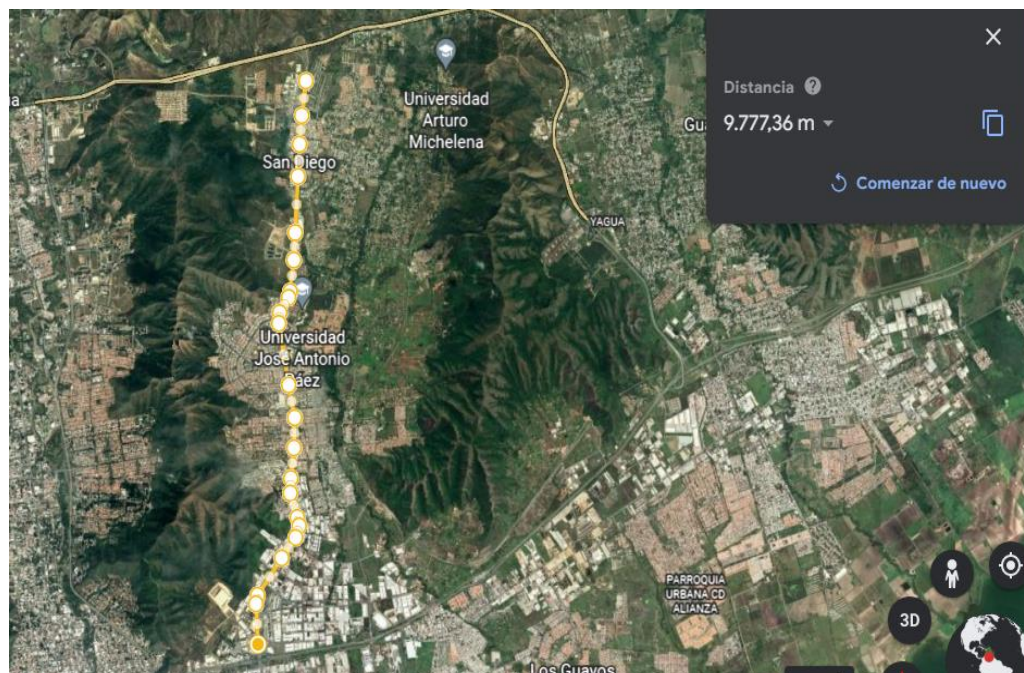 Distancia
9.777,36 m
Comenzar de nuevo
Universidad
Arturo
Michelena
San Diego
YAGUA
Universidad
José Antonio
Páez
PARROQUIA
URBANA CD
ALIANZA
3D
Los Guayos